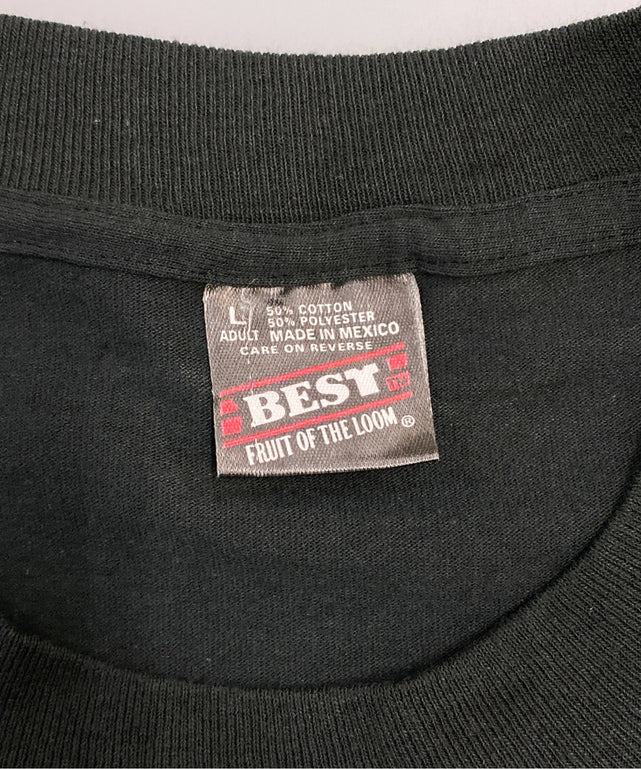 L 50% COTTON
50% POLYESTER
ADULT MADE IN MEXICO
CARE ON REVERSE
BEST
FRUIT OF THE LOOM ®